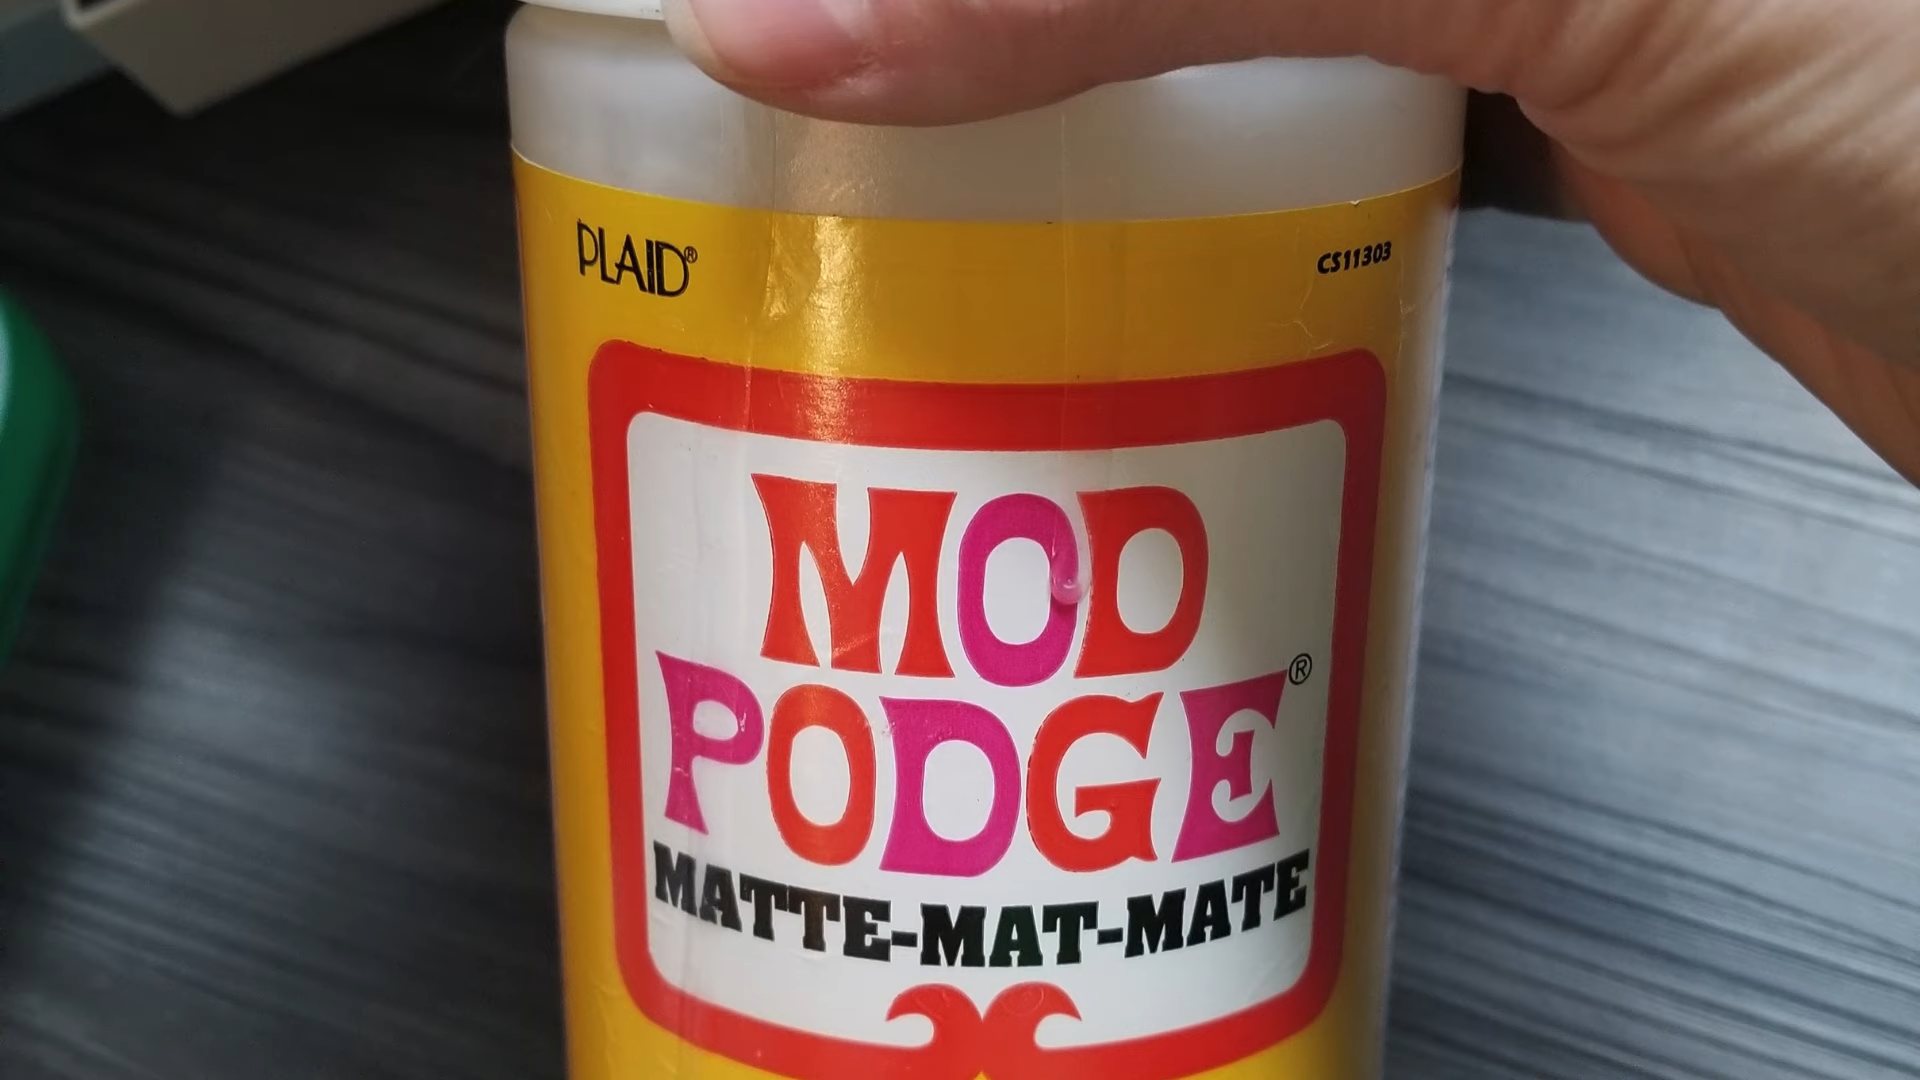 PLAID®
CS11303
MOD
PODGE®
MATTE-MAT-MATE